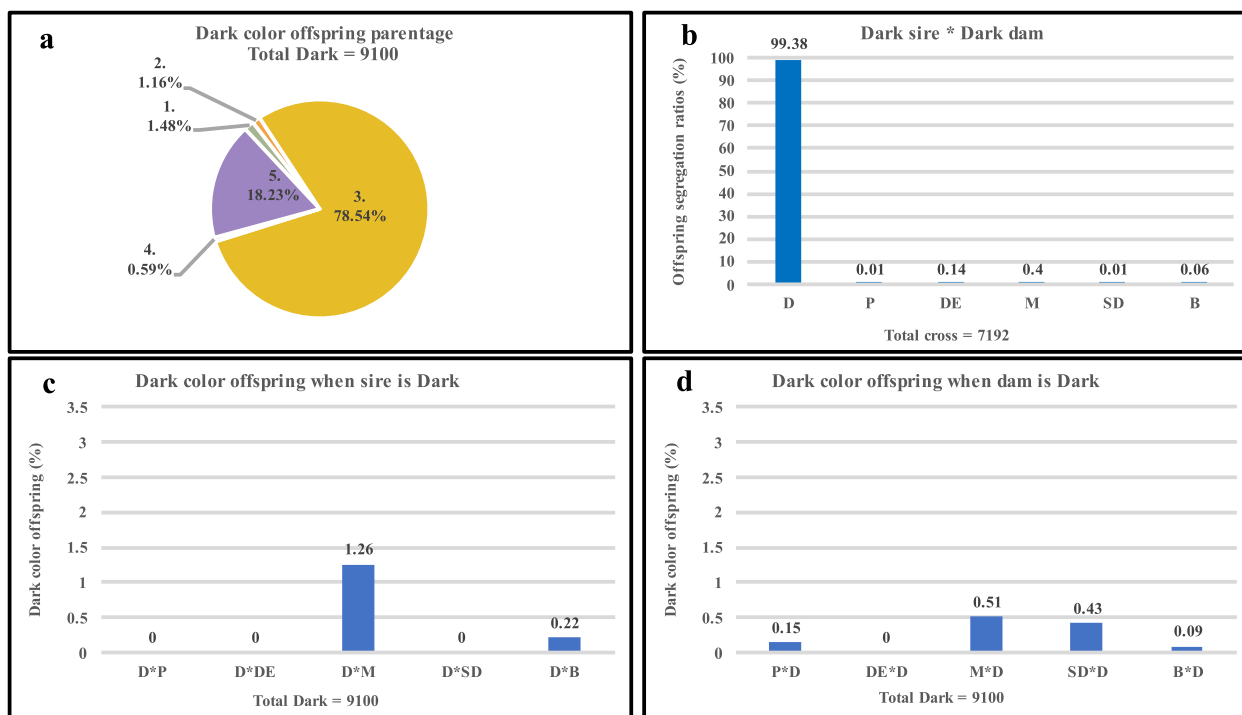 a
Dark color offspring parentage
Total Dark = 9100
2.
1.16%
1.
1.48%
5.
18.23%
3.
78.54%
4.
0.59%
b
Dark sire * Dark dam
Offspring segregation ratios (%)
100
90
80
70
60
50
40
30
20
10
0
99.38
0.01
0.14
0.4
0.01
0.06
D P DE M SD B
Total cross = 7192
c
Dark color offspring when sire is Dark
Dark color offspring (%)
3.5
3
2.5
2
1.5
1
0.5
0
0
0
1.26
0
0.22
D*P D*DE D*M D*SD D*B
Total Dark = 9100
d
Dark color offspring when dam is Dark
Dark color offspring (%)
3.5
3
2.5
2
1.5
1
0.5
0
0.15
0
0.51
0.43
0.09
P*D DE*D M*D SD*D B*D
Total Dark = 9100